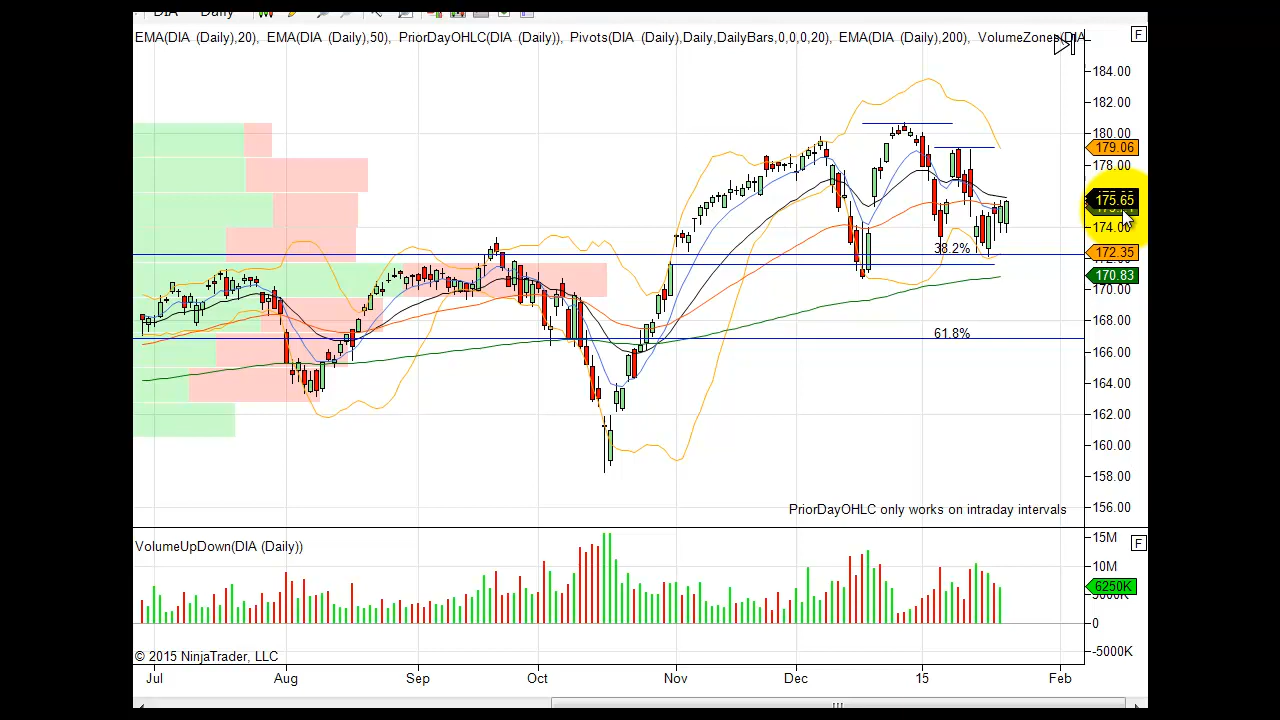 DIA Daily
EMA(DIA (Daily),20), EMA(DIA (Daily),50), PriorDayOHLC(DIA (Daily)), Pivots(DIA (Daily),Daily,DailyBars,0,0,0,20), EMA(DIA (Daily),200), VolumeZones(DIA
F
184.00
182.00
180.00
179.06
178.00
175.65
174.00
38.2%
172.35
170.83
170.00
168.00
61.8%
166.00
164.00
162.00
160.00
158.00
PriorDayOHLC only works on intraday intervals
156.00
VolumeUpDown(DIA (Daily))
15M
F
10M
6250K
0
-5000K
© 2015 NinjaTrader, LLC
Jul Aug Sep Oct Nov Dec 15 Feb